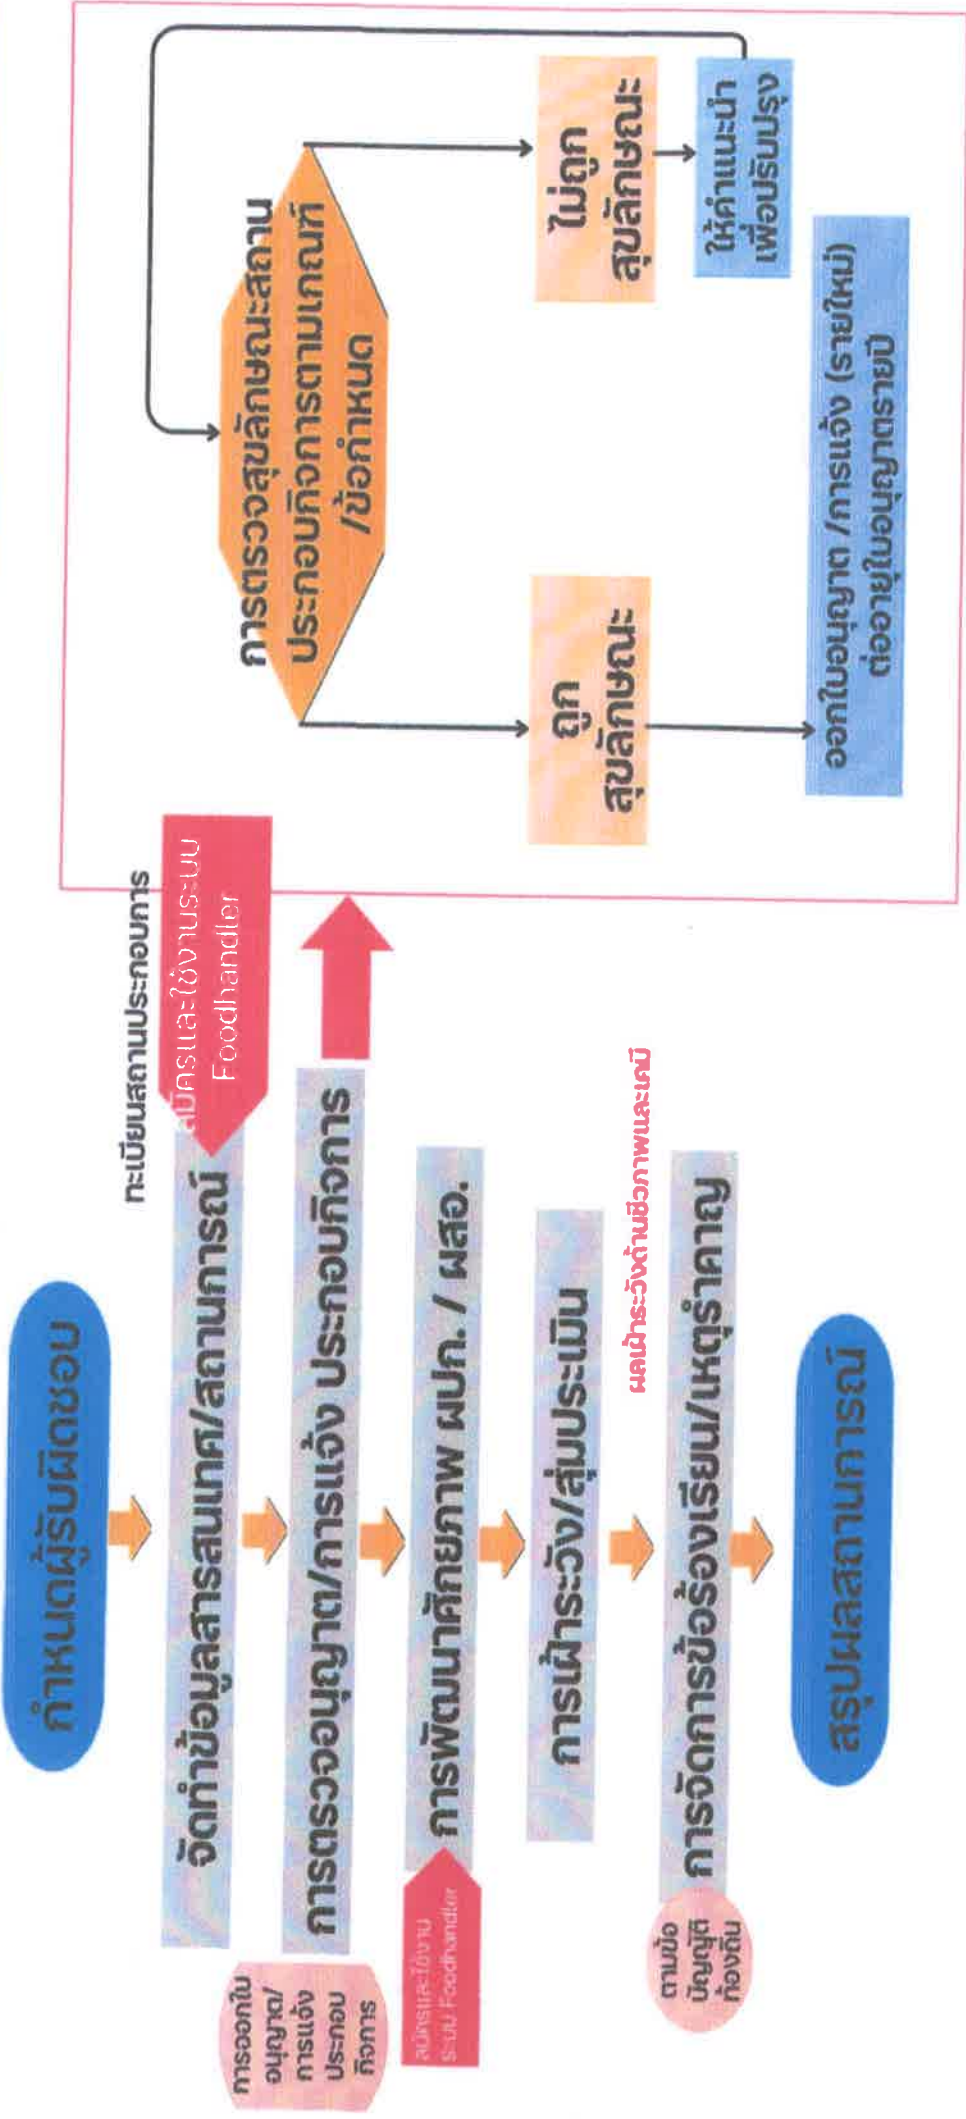 กำหนดผู้รับผิดชอบ
ทะเบียนสถานประกอบการ
จัดทำข้อมูลสารสนเทศ/สถานการณ์
สมัครและใช้งานระบบ
Foodhandler
การออกใบ
อนุญาต/
การแจ้ง
ประกอบ
กิจการ
การตรวจอนุญาต/การแจ้ง ประกอบกิจการ
สมัครและใช้งาน
ระบบ Foodhandler
การพัฒนาศักยภาพ ผปก. / ผสอ.
การเฝ้าระวัง/สุ่มประเมิน
ผลเฝ้าระวังด้านชีวภาพและเคมี
ตามข้อ
บัญญัติ
ท้องถิ่น
การจัดการข้อร้องเรียน/เหตุรำคาญ
สรุปผลสถานการณ์
การตรวจสุขลักษณะสถาน
ประกอบกิจการตามเกณฑ์
/ข้อกำหนด
ถูก
สุขลักษณะ
ไม่ถูก
สุขลักษณะ
ให้คำแนะนำ
เพื่อปรับปรุง
ออกใบอนุญาต /การแจ้ง (รายใหม่)
ต่ออายุใบอนุญาตรายปี